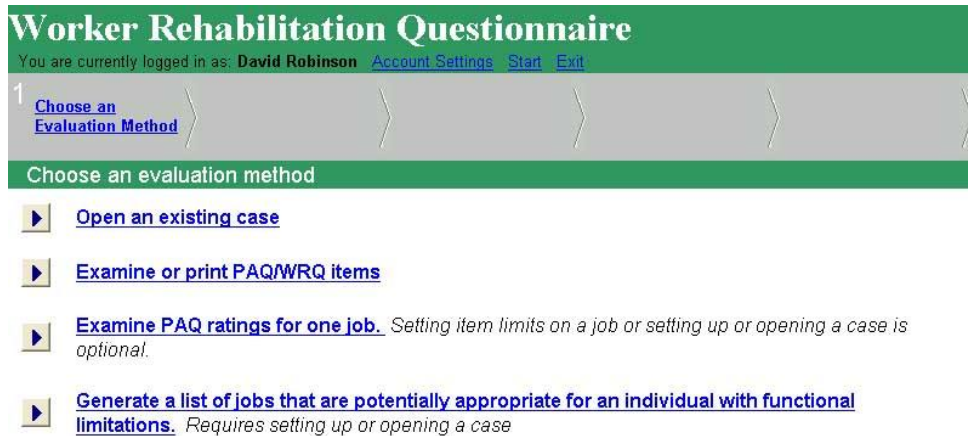 Worker Rehabilitation Questionnaire
You are currently logged in as: David Robinson Account Settings Start Exit
1
Choose an
Evaluation Method
Choose an evaluation method
Open an existing case
Examine or print PAQ/WRQ items
Examine PAQ ratings for one job. Setting item limits on a job or setting up or opening a case is
optional.
Generate a list of jobs that are potentially appropriate for an individual with functional
limitations. Requires setting up or opening a case